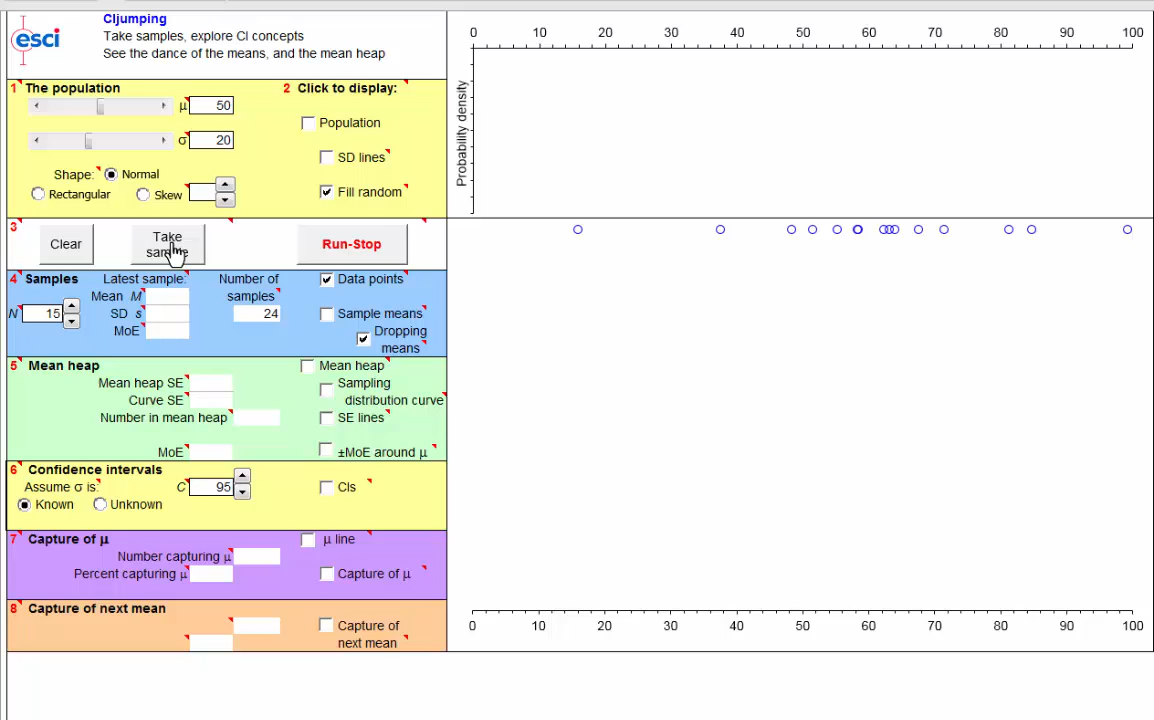 esci
CIjumping
Take samples, explore CI concepts
See the dance of the means, and the mean heap
1 The population
μ 50
σ 20
Shape: Normal
Rectangular Skew
2 Click to display:
Population
SD lines
Fill random
3
Clear
Take
sample
Run-Stop
4 Samples
Latest sample:
Number of
samples
Mean M
N 15
SD s
24
MoE
Data points
Sample means
Dropping
means
5 Mean heap
Mean heap SE
Curve SE
Number in mean heap
MoE
Mean heap
Sampling
distribution curve
SE lines
±MoE around μ
6 Confidence intervals
Assume σ is:
C 95
Known Unknown
CIs
7 Capture of μ
Number capturing μ
Percent capturing μ
μ line
Capture of μ
8 Capture of next mean
Capture of
next mean
0 10 20 30 40 50 60 70 80 90 100
Probability density
0 10 20 30 40 50 60 70 80 90 100